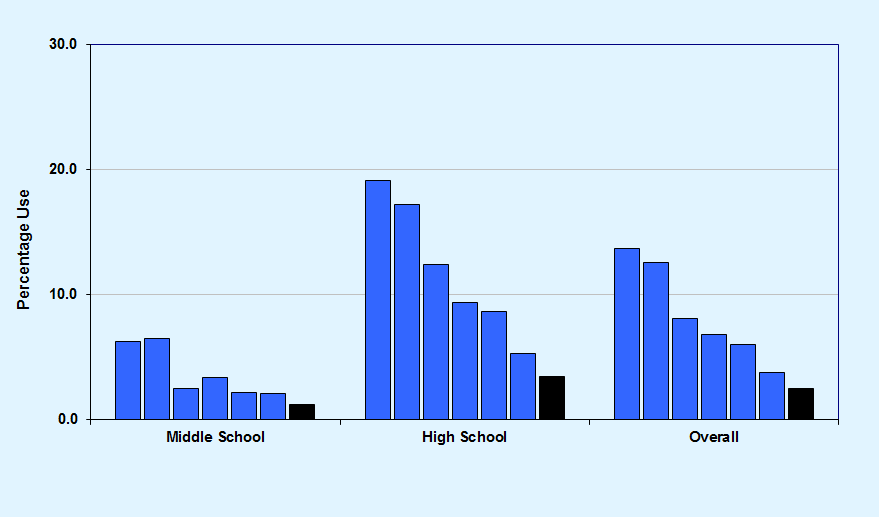 30.0
20.0
10.0
0.0
Percentage Use
Middle School
High School
Overall